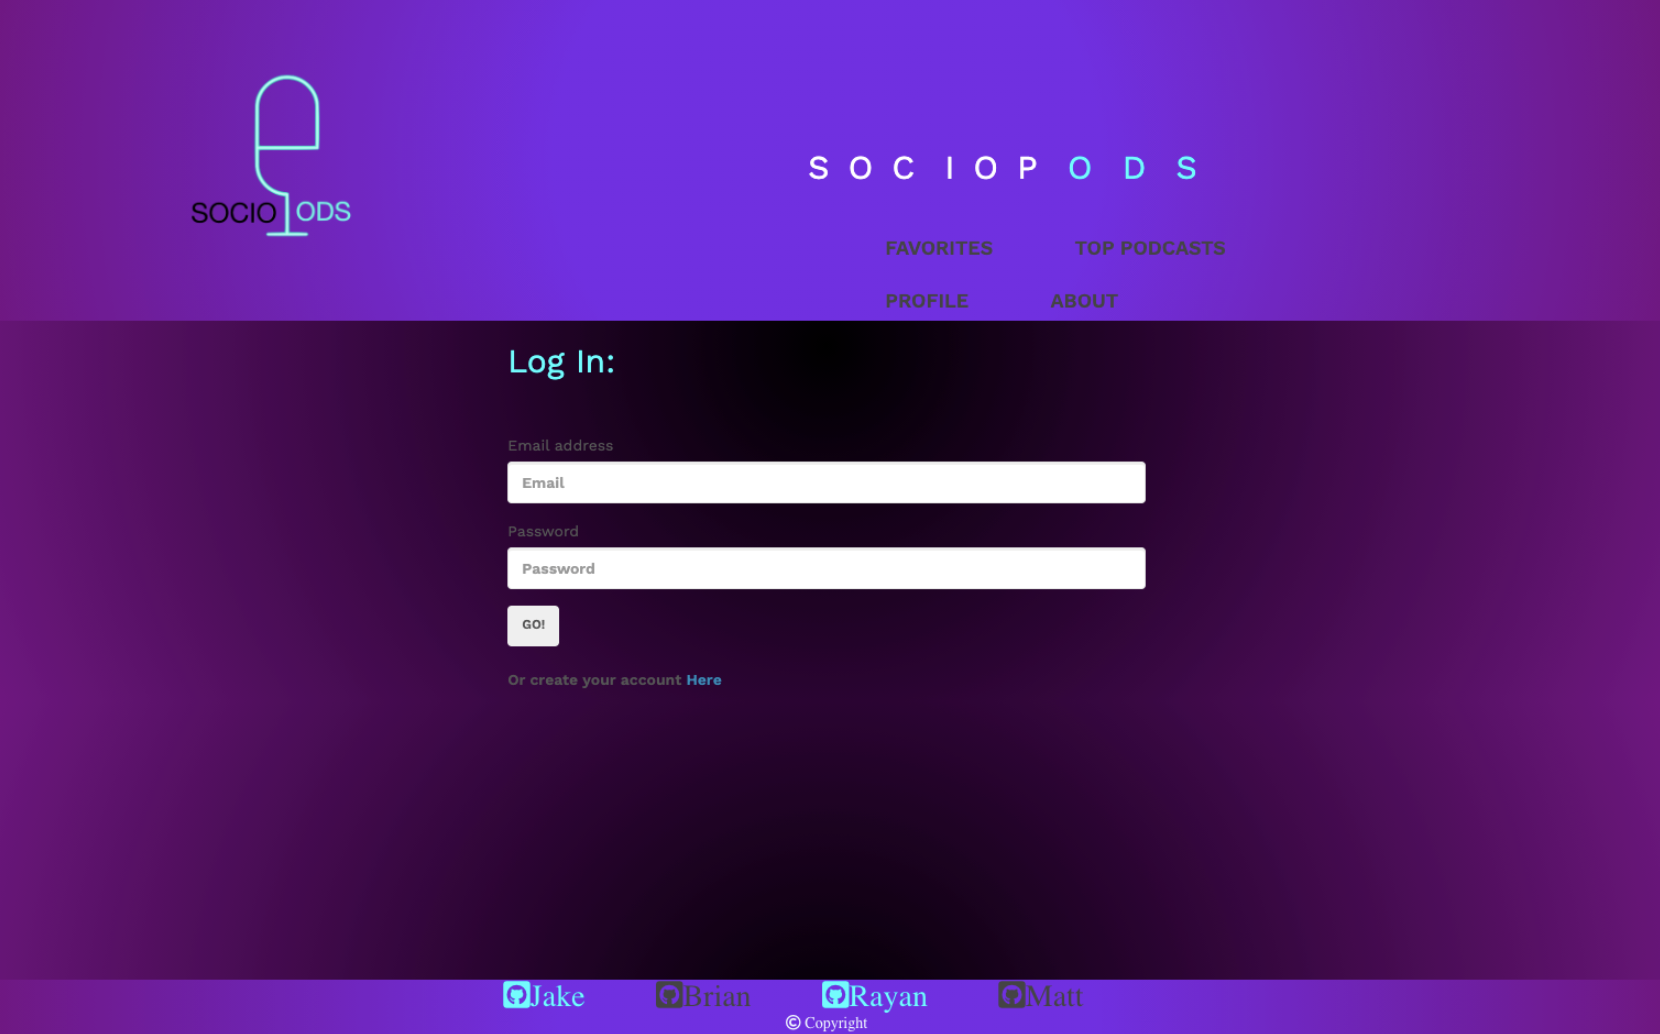 SOCIO ODS
S O C I O P O D S
FAVORITES TOP PODCASTS
PROFILE ABOUT
Log In:
Email address
Email
Password
Password
GO!
Or create your account Here
Jake Brian Rayan Matt
© Copyright